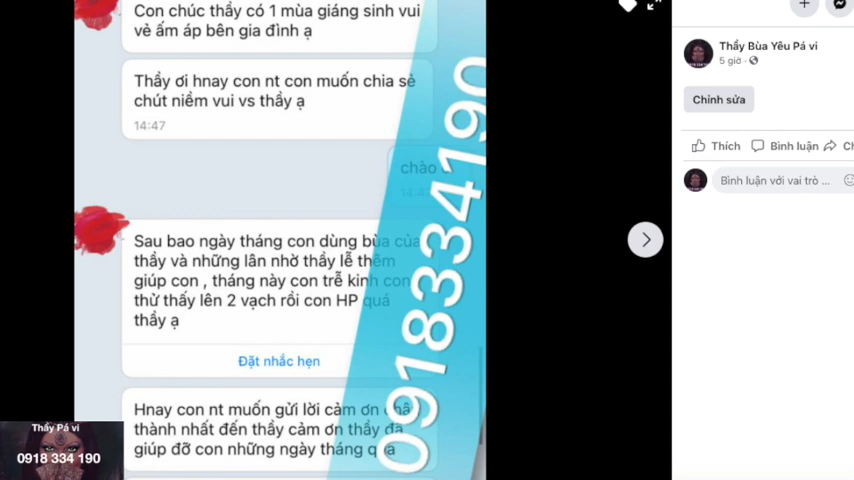 Con chúc thầy có 1 mùa giáng sinh vui
vẻ ấm áp bên gia đình ạ
Thầy ơi hnay con nt con muốn chia sẻ
chút niềm vui vs thầy ạ
14:47
chào
14:47
Sau bao ngày tháng con dùng bùa của
thầy và những lân nhờ thầy lễ thêm
giúp con , tháng này con trễ kinh con
thử thấy lên 2 vạch rồi con HP quá
thầy ạ
Đặt nhắc hẹn
Hnay con nt muốn gửi lời cảm ơn chân
thành nhất đến thầy cảm ơn thầy đã
giúp đỡ con những ngày tháng qua
0918334190
Thầy Pá vi
0918 334 190
Thầy Bùa Yêu Pá vi
5 giờ ·
Chỉnh sửa
Thích
Bình luận
Bình luận với vai trò ...